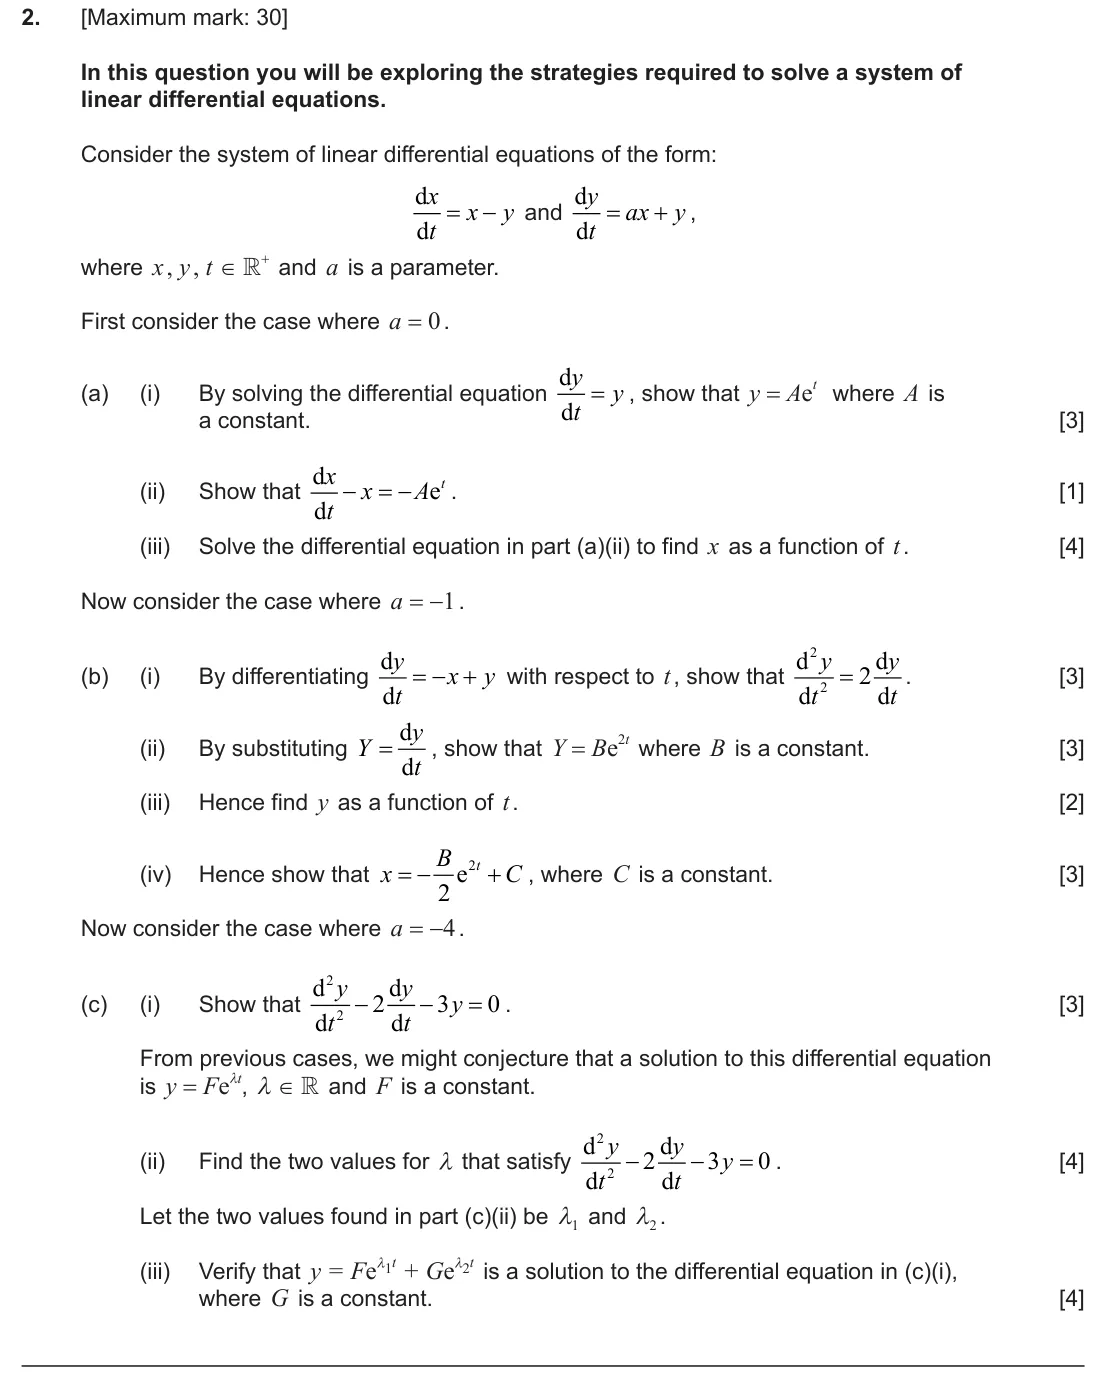 2. [Maximum mark: 30]
In this question you will be exploring the strategies required to solve a system of
linear differential equations.
Consider the system of linear differential equations of the form:
dx/dt = x − y and dy/dt = ax + y,
where x, y, t ∈ ℝ⁺ and a is a parameter.
First consider the case where a = 0.
(a) (i) By solving the differential equation dy/dt = y, show that y = Aeᵗ where A is
a constant. [3]
(ii) Show that dx/dt − x = −Aeᵗ. [1]
(iii) Solve the differential equation in part (a)(ii) to find x as a function of t. [4]
Now consider the case where a = −1.
(b) (i) By differentiating dy/dt = −x + y with respect to t, show that d²y/dt² = 2 dy/dt. [3]
(ii) By substituting Y = dy/dt, show that Y = Be²ᵗ where B is a constant. [3]
(iii) Hence find y as a function of t. [2]
(iv) Hence show that x = −B/2 e²ᵗ + C, where C is a constant. [3]
Now consider the case where a = −4.
(c) (i) Show that d²y/dt² − 2 dy/dt − 3y = 0. [3]
From previous cases, we might conjecture that a solution to this differential equation
is y = Fe^λt, λ ∈ ℝ and F is a constant.
(ii) Find the two values for λ that satisfy d²y/dt² − 2 dy/dt − 3y = 0. [4]
Let the two values found in part (c)(ii) be λ₁ and λ₂.
(iii) Verify that y = Fe^λ₁t + Ge^λ₂t is a solution to the differential equation in (c)(i),
where G is a constant. [4]